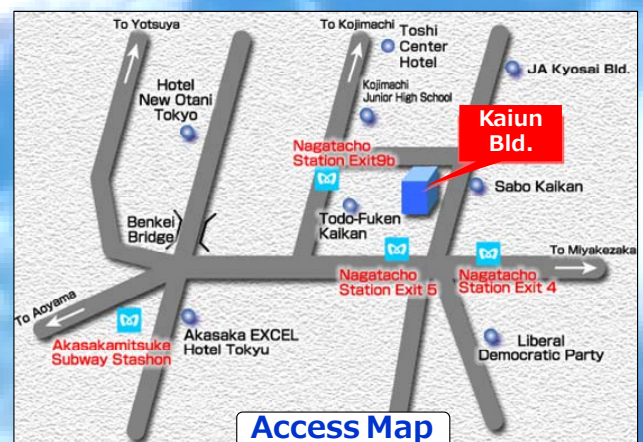 To Yotsuya
To Kojimachi
Toshi
Center
Hotel
JA Kyosai Bld.
Hotel
New Otani
Tokyo
Kojimachi
Junior High School
Kaiun
Bld.
Nagatacho
Station Exit9b
Sabo Kaikan
Todo-Fuken
Kaikan
Benkei
Bridge
To Miyakezaka
Nagatacho
Station Exit 5
Nagatacho
Station Exit 4
To Aoyama
Akasakamitsuke
Subway Stashon
Akasaka EXCEL
Hotel Tokyu
Liberal
Democratic Party
Access Map